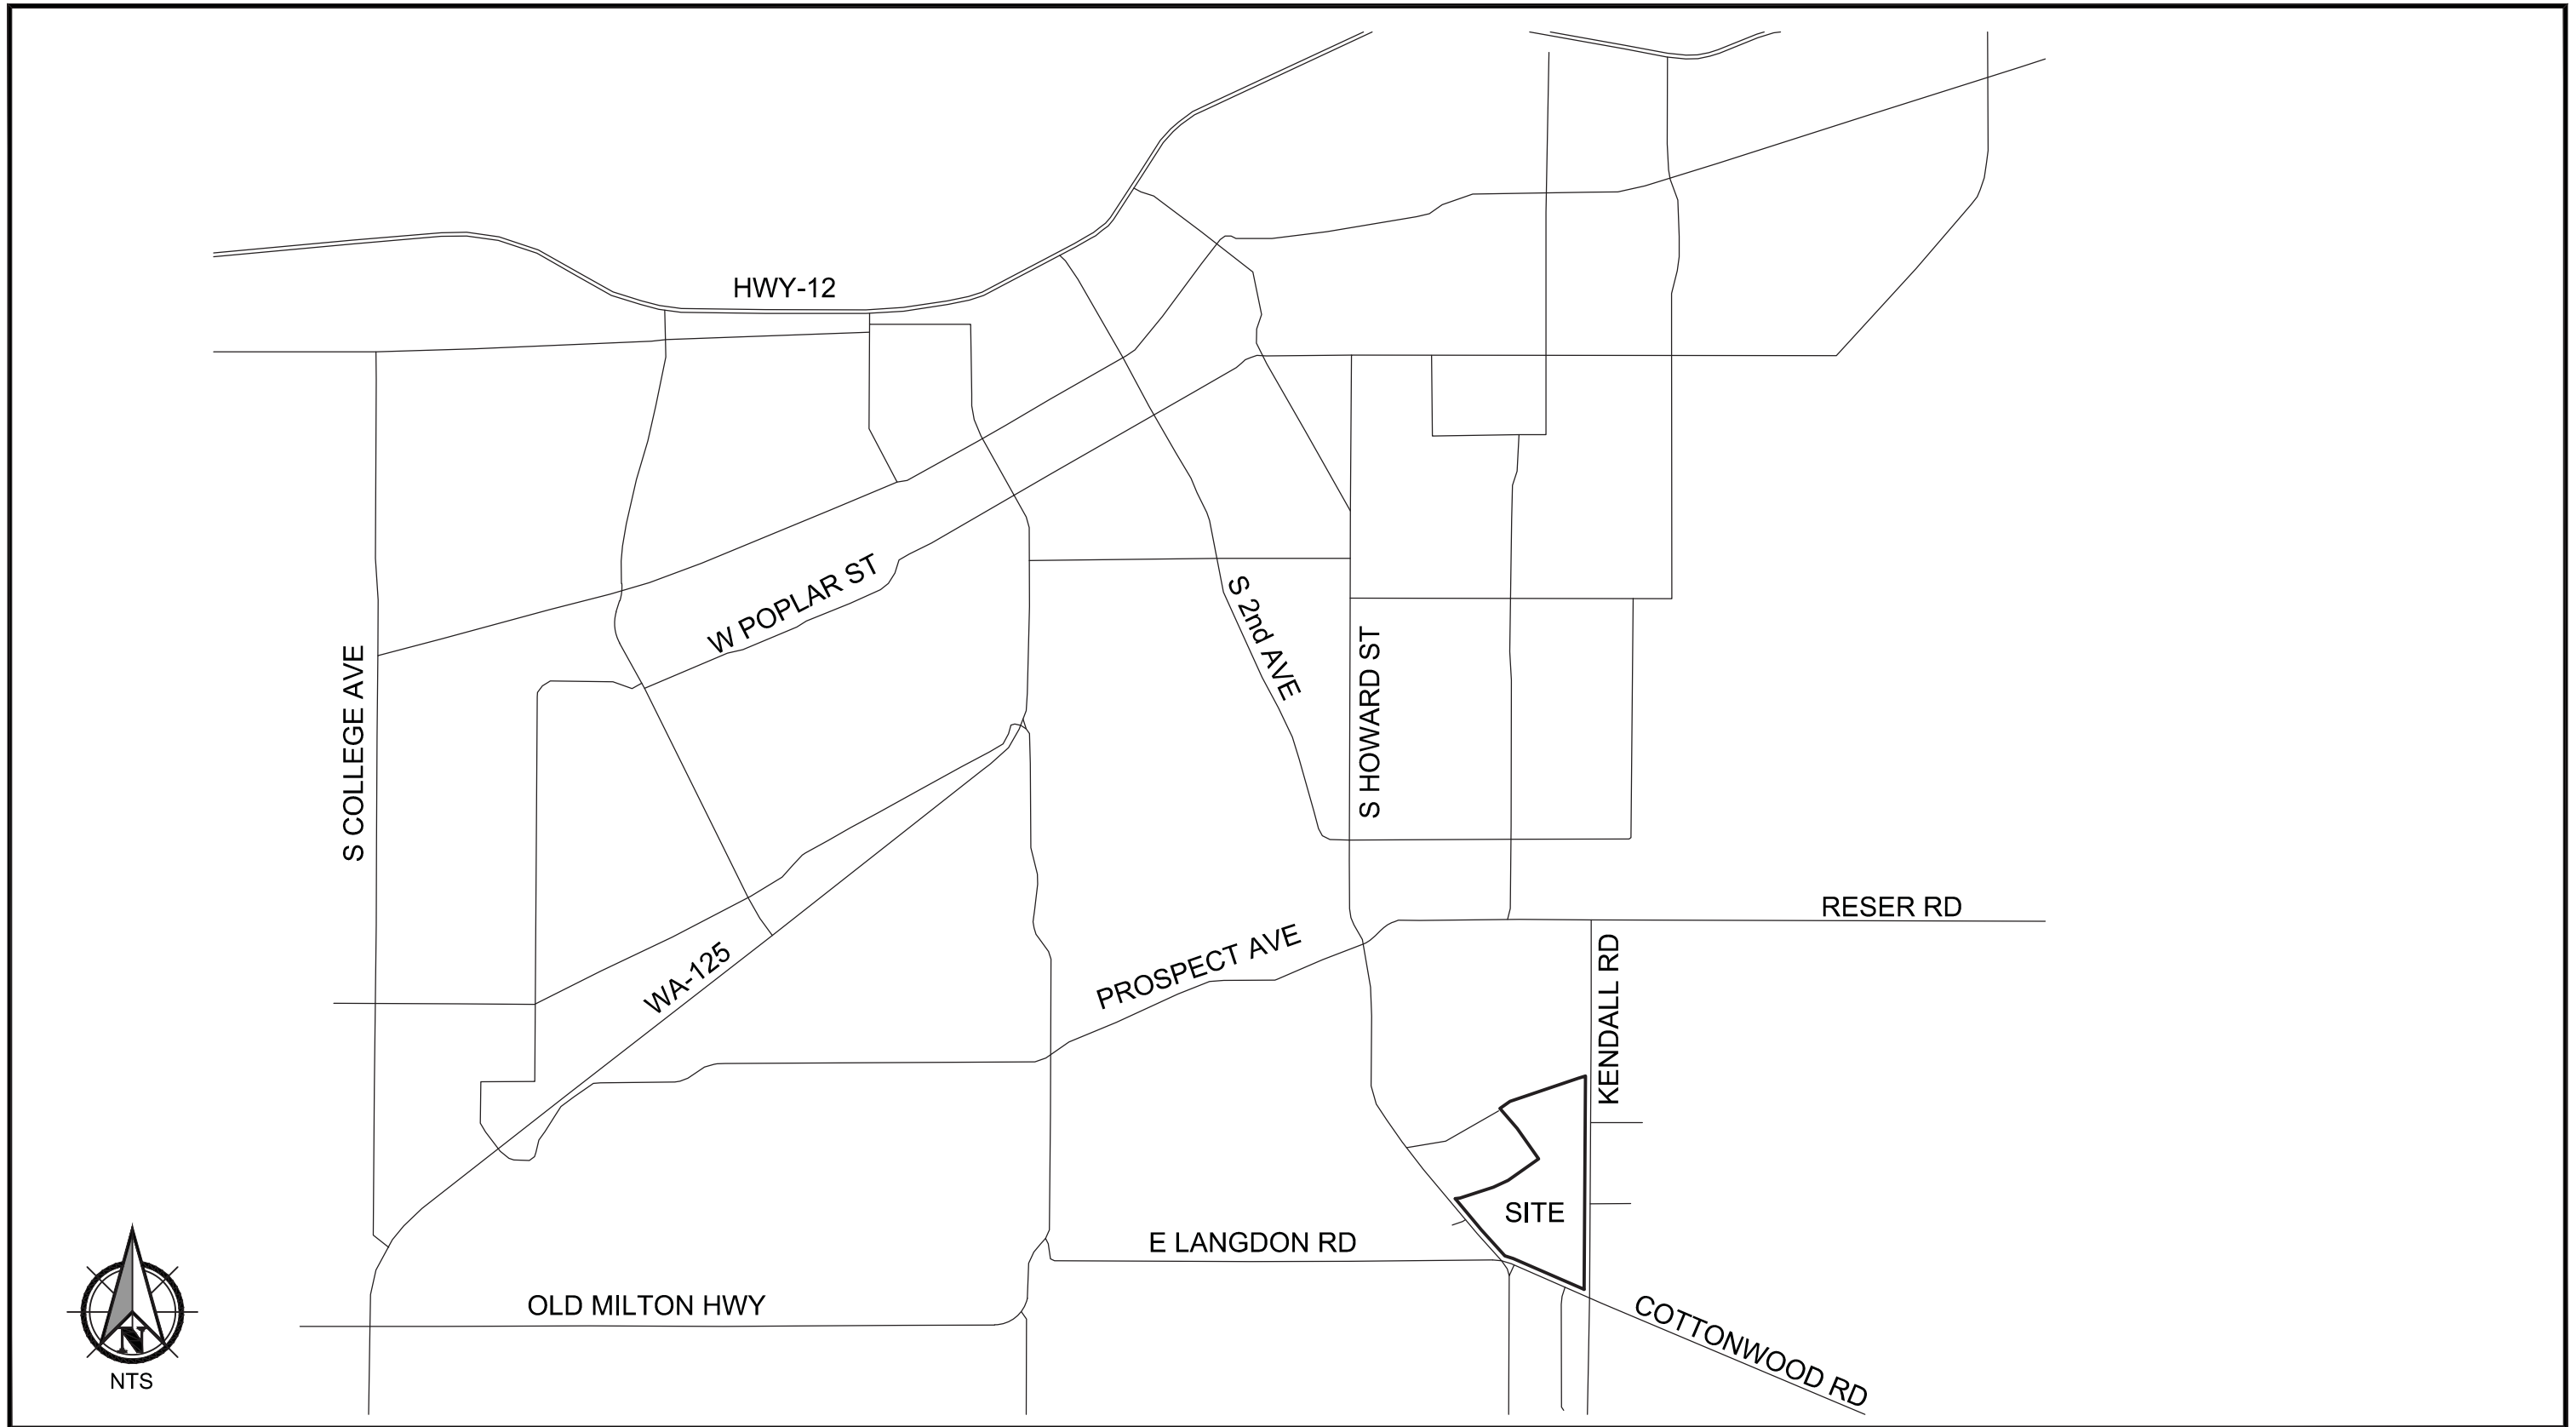 HWY-12
W POPLAR ST
S 2nd AVE
S COLLEGE AVE
S HOWARD ST
RESER RD
WA-125
PROSPECT AVE
KENDALL RD
SITE
E LANGDON RD
OLD MILTON HWY
COTTONWOOD RD
N
NTS